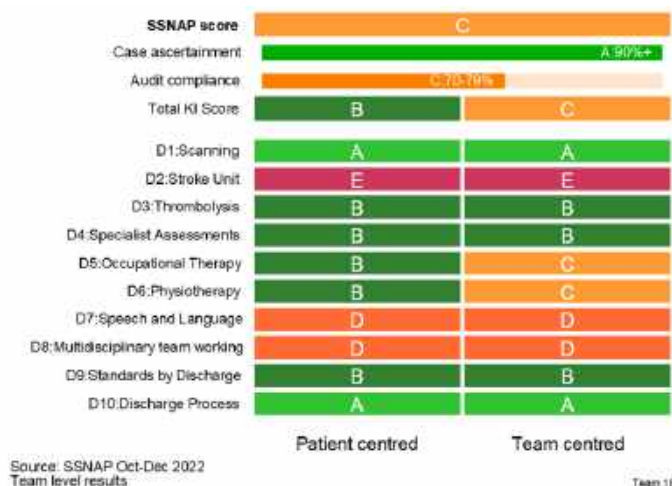 SSNAP score C
Case ascertainment A:90%+
Audit compliance C:70-79%
Total KI Score B C
D1:Scanning A A
D2:Stroke Unit E E
D3:Thrombolysis B B
D4:Specialist Assessments B B
D5:Occupational Therapy B C
D6:Physiotherapy B C
D7:Speech and Language D D
D8:Multidisciplinary team working D D
D9:Standards by Discharge B B
D10:Discharge Process A A
Patient centred Team centred
Source: SSNAP Oct-Dec 2022
Team level results
Team